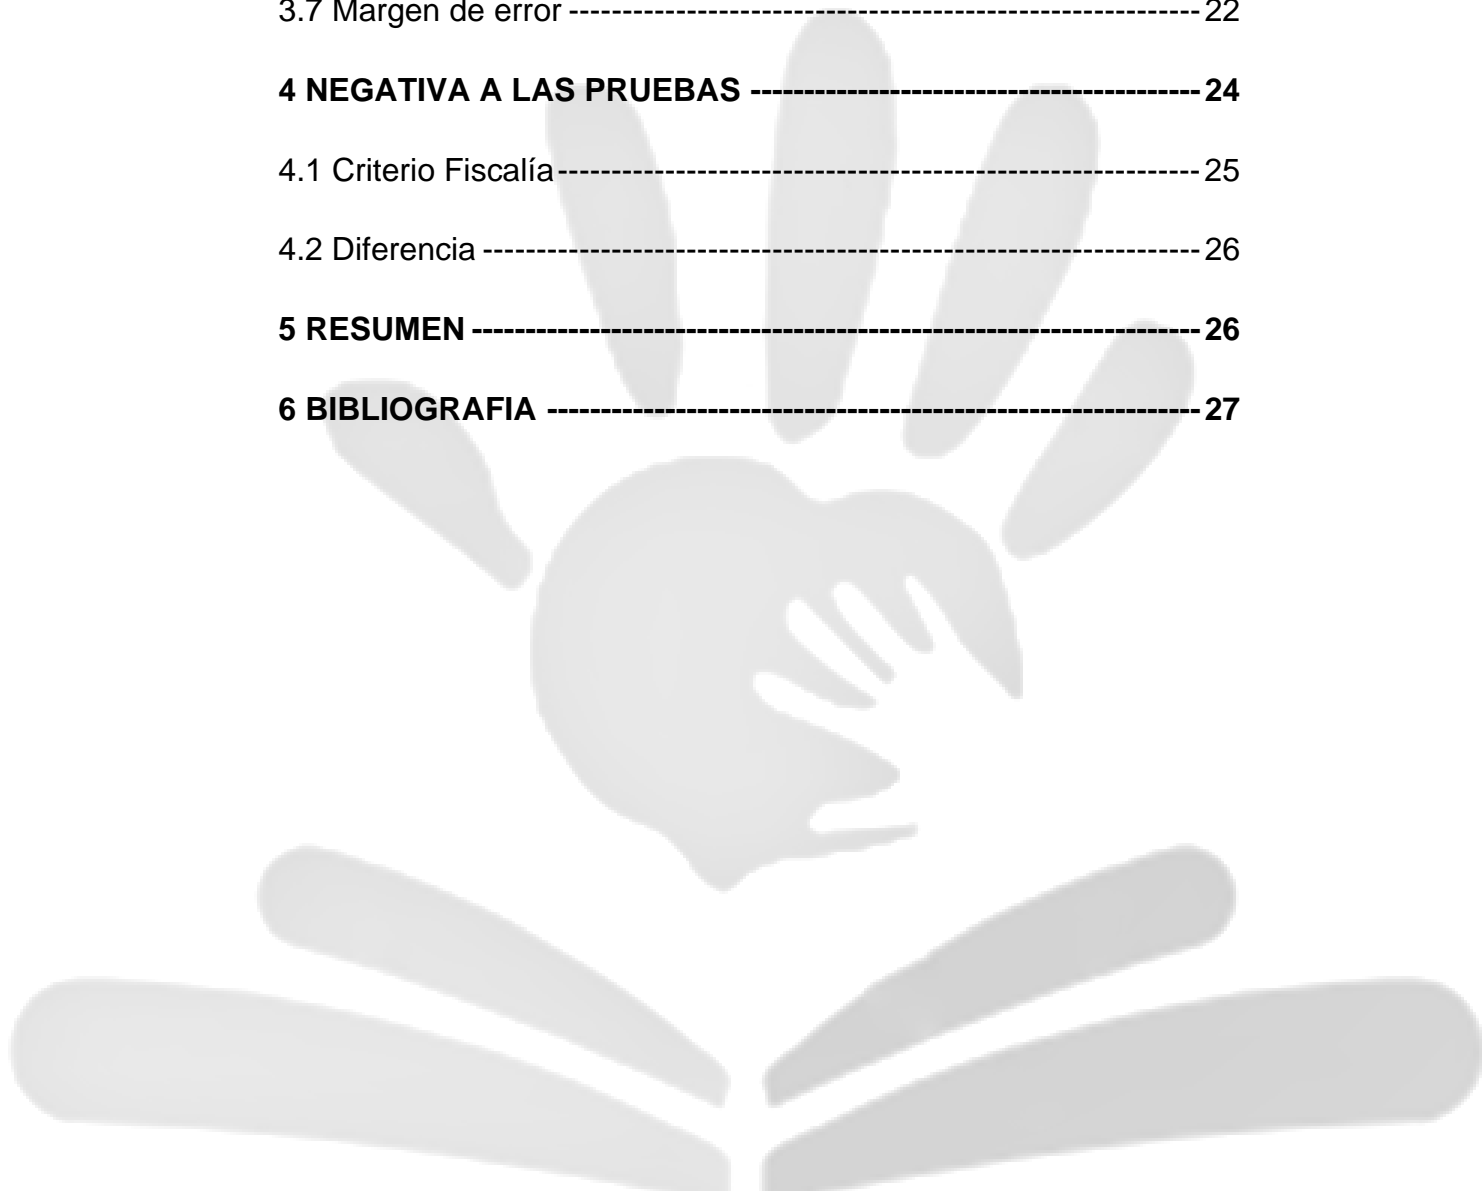 3.7 Margen de error ----------------------------------------------------------- 22
4 NEGATIVA A LAS PRUEBAS ------------------------------------------ 24
4.1 Criterio Fiscalía ------------------------------------------------------------ 25
4.2 Diferencia ------------------------------------------------------------------- 26
5 RESUMEN -------------------------------------------------------------------- 26
6 BIBLIOGRAFIA ------------------------------------------------------------- 27